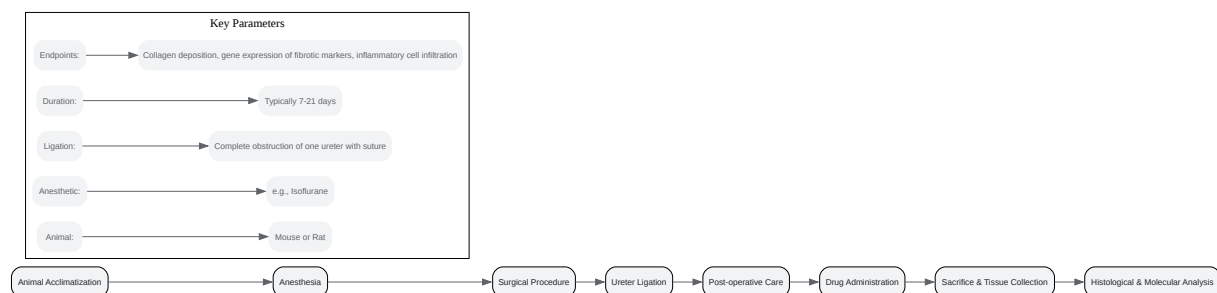 Key Parameters
Endpoints: Collagen deposition, gene expression of fibrotic markers, inflammatory cell infiltration
Duration: Typically 7-21 days
Ligation: Complete obstruction of one ureter with suture
Anesthetic: e.g., Isoflurane
Animal: Mouse or Rat
Animal Acclimatization Anesthesia Surgical Procedure Ureter Ligation Post-operative Care Drug Administration Sacrifice & Tissue Collection Histological & Molecular Analysis